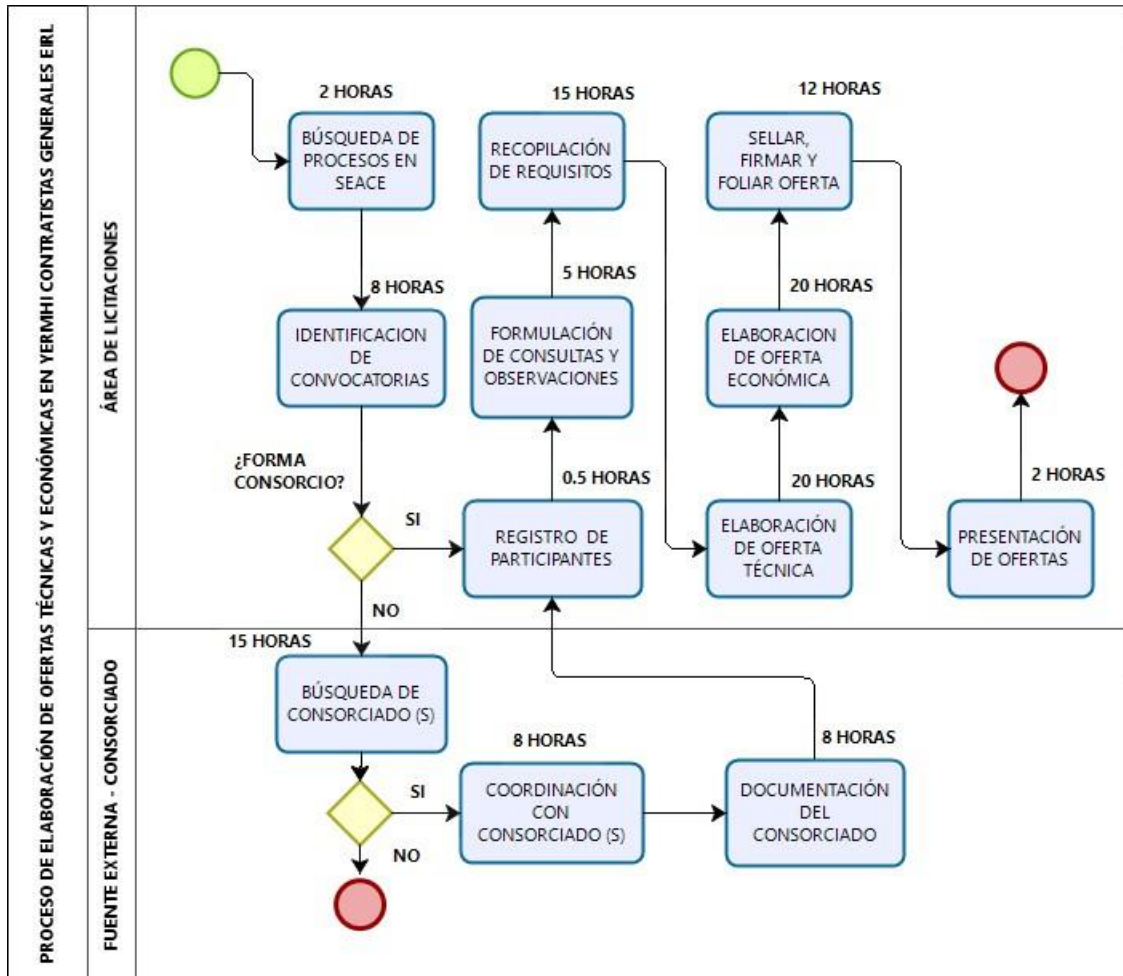 PROCESO DE ELABORACIÓN DE OFERTAS TÉCNICAS Y ECONÓMICAS EN YERMHI CONTRATISTAS GENERALES EIRL
ÁREA DE LICITACIONES
2 HORAS
BÚSQUEDA DE
PROCESOS EN
SEACE
8 HORAS
IDENTIFICACION
DE
CONVOCATORIAS
¿FORMA
CONSORCIO?
SI
NO
15 HORAS
RECOPILACIÓN
DE REQUISITOS
5 HORAS
FORMULACIÓN
DE CONSULTAS Y
OBSERVACIONES
0.5 HORAS
REGISTRO DE
PARTICIPANTES
12 HORAS
SELLAR,
FIRMAR Y
FOLIAR OFERTA
20 HORAS
ELABORACION
DE OFERTA
ECONÓMICA
20 HORAS
ELABORACIÓN
DE OFERTA
TÉCNICA
2 HORAS
PRESENTACIÓN
DE OFERTAS
FUENTE EXTERNA - CONSORCIADO
15 HORAS
BÚSQUEDA DE
CONSORCIADO (S)
SI
NO
8 HORAS
COORDINACIÓN
CON
CONSORCIADO (S)
8 HORAS
DOCUMENTACIÓN
DEL
CONSORCIADO